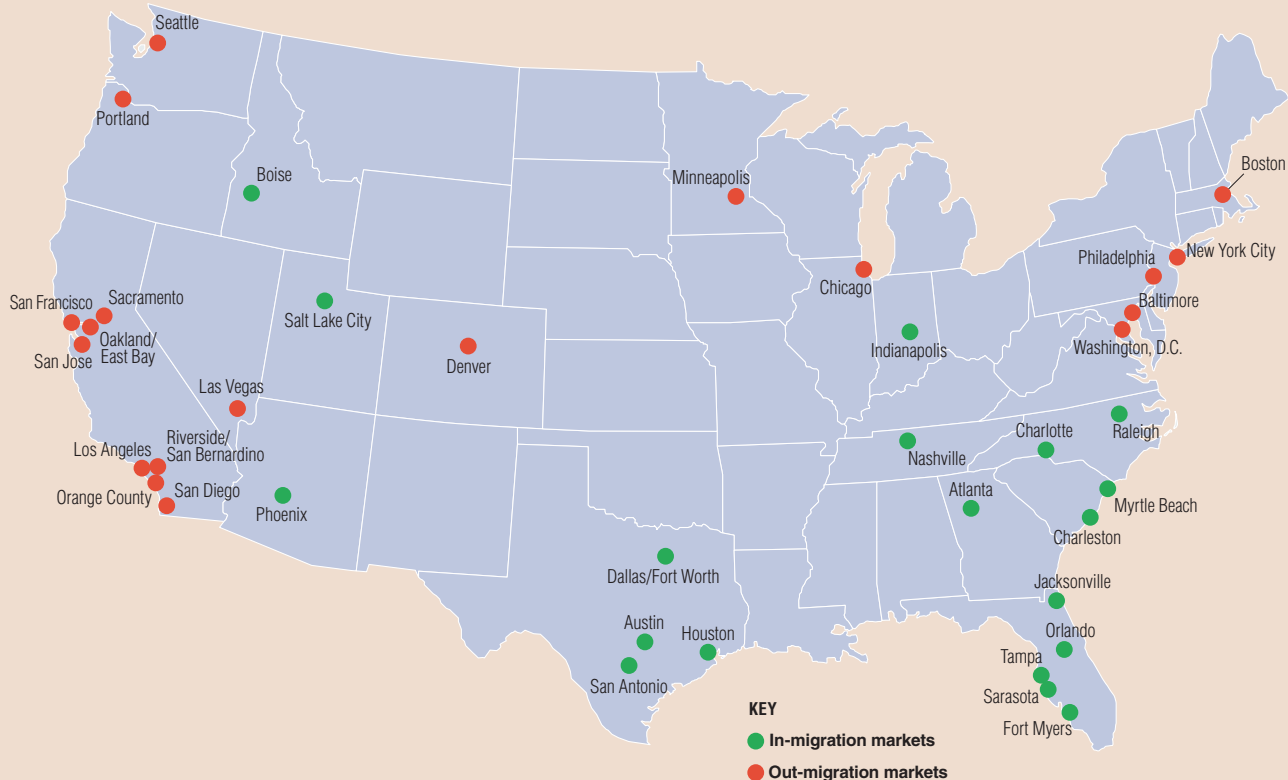 Seattle
Portland
Boise
Minneapolis
Boston
New York City
Philadelphia
Chicago
Baltimore
San Francisco
Sacramento
Salt Lake City
Oakland/
East Bay
San Jose
Denver
Indianapolis
Washington, D.C.
Las Vegas
Los Angeles
Riverside/
San Bernardino
Orange County
San Diego
Phoenix
Nashville
Charlotte
Raleigh
Atlanta
Myrtle Beach
Charleston
Dallas/Fort Worth
Jacksonville
Austin
Houston
Orlando
San Antonio
Tampa
Sarasota
Fort Myers
KEY
In-migration markets
Out-migration markets